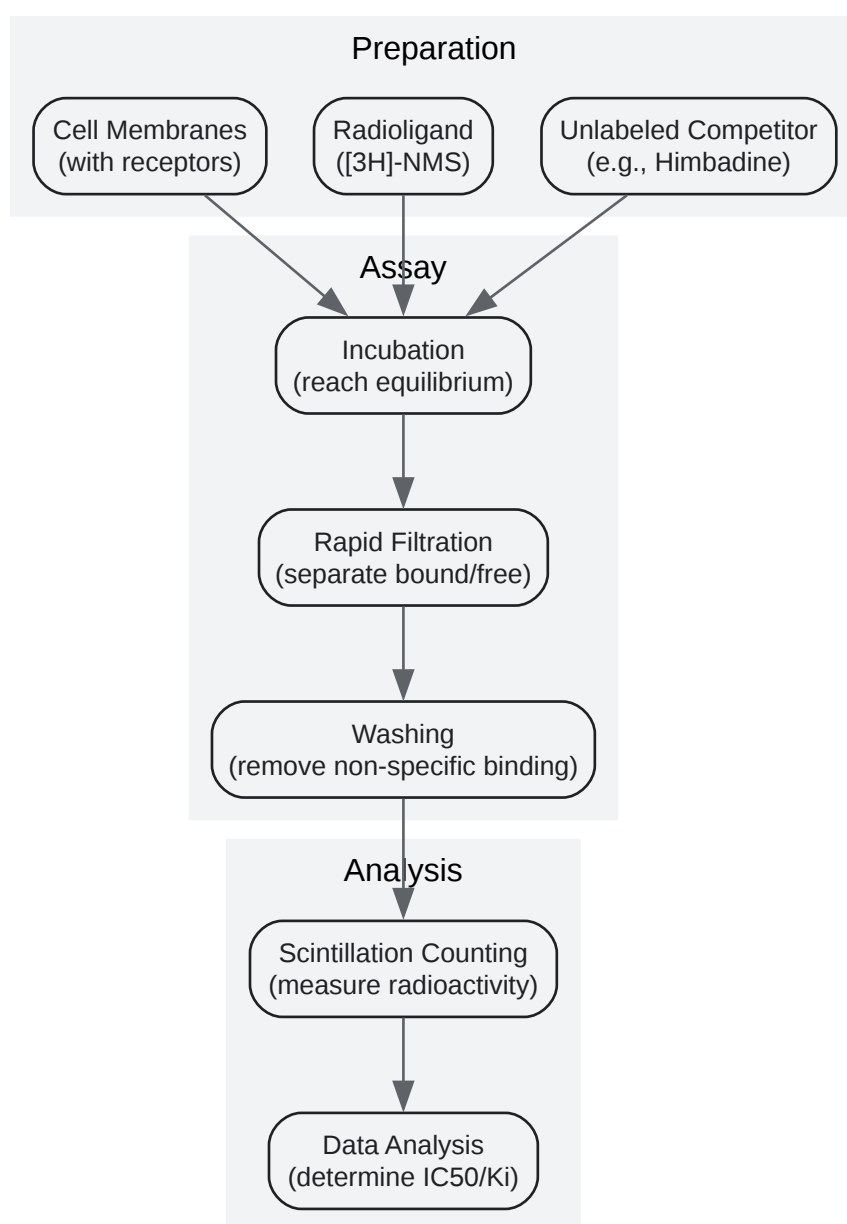 Preparation
Cell Membranes
(with receptors)
Radioligand
([3H]-NMS)
Unlabeled Competitor
(e.g., Himbadine)
Assay
Incubation
(reach equilibrium)
Rapid Filtration
(separate bound/free)
Washing
(remove non-specific binding)
Analysis
Scintillation Counting
(measure radioactivity)
Data Analysis
(determine IC50/Ki)